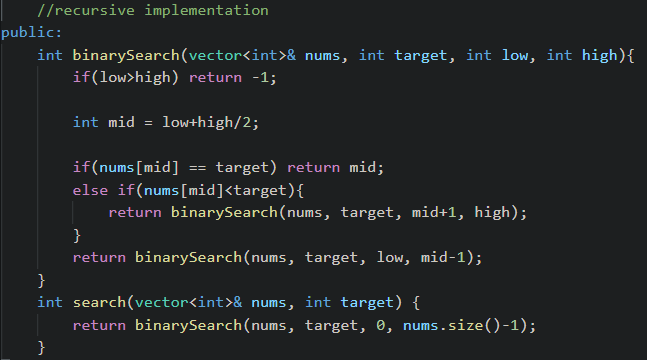 //recursive implementation
public:
    int binarySearch(vector<int>& nums, int target, int low, int high){
        if(low>high) return -1;
        int mid = low+high/2;
        if(nums[mid] == target) return mid;
        else if(nums[mid]<target){
            return binarySearch(nums, target, mid+1, high);
        }
        return binarySearch(nums, target, low, mid-1);
    }
    int search(vector<int>& nums, int target) {
        return binarySearch(nums, target, 0, nums.size()-1);
    }